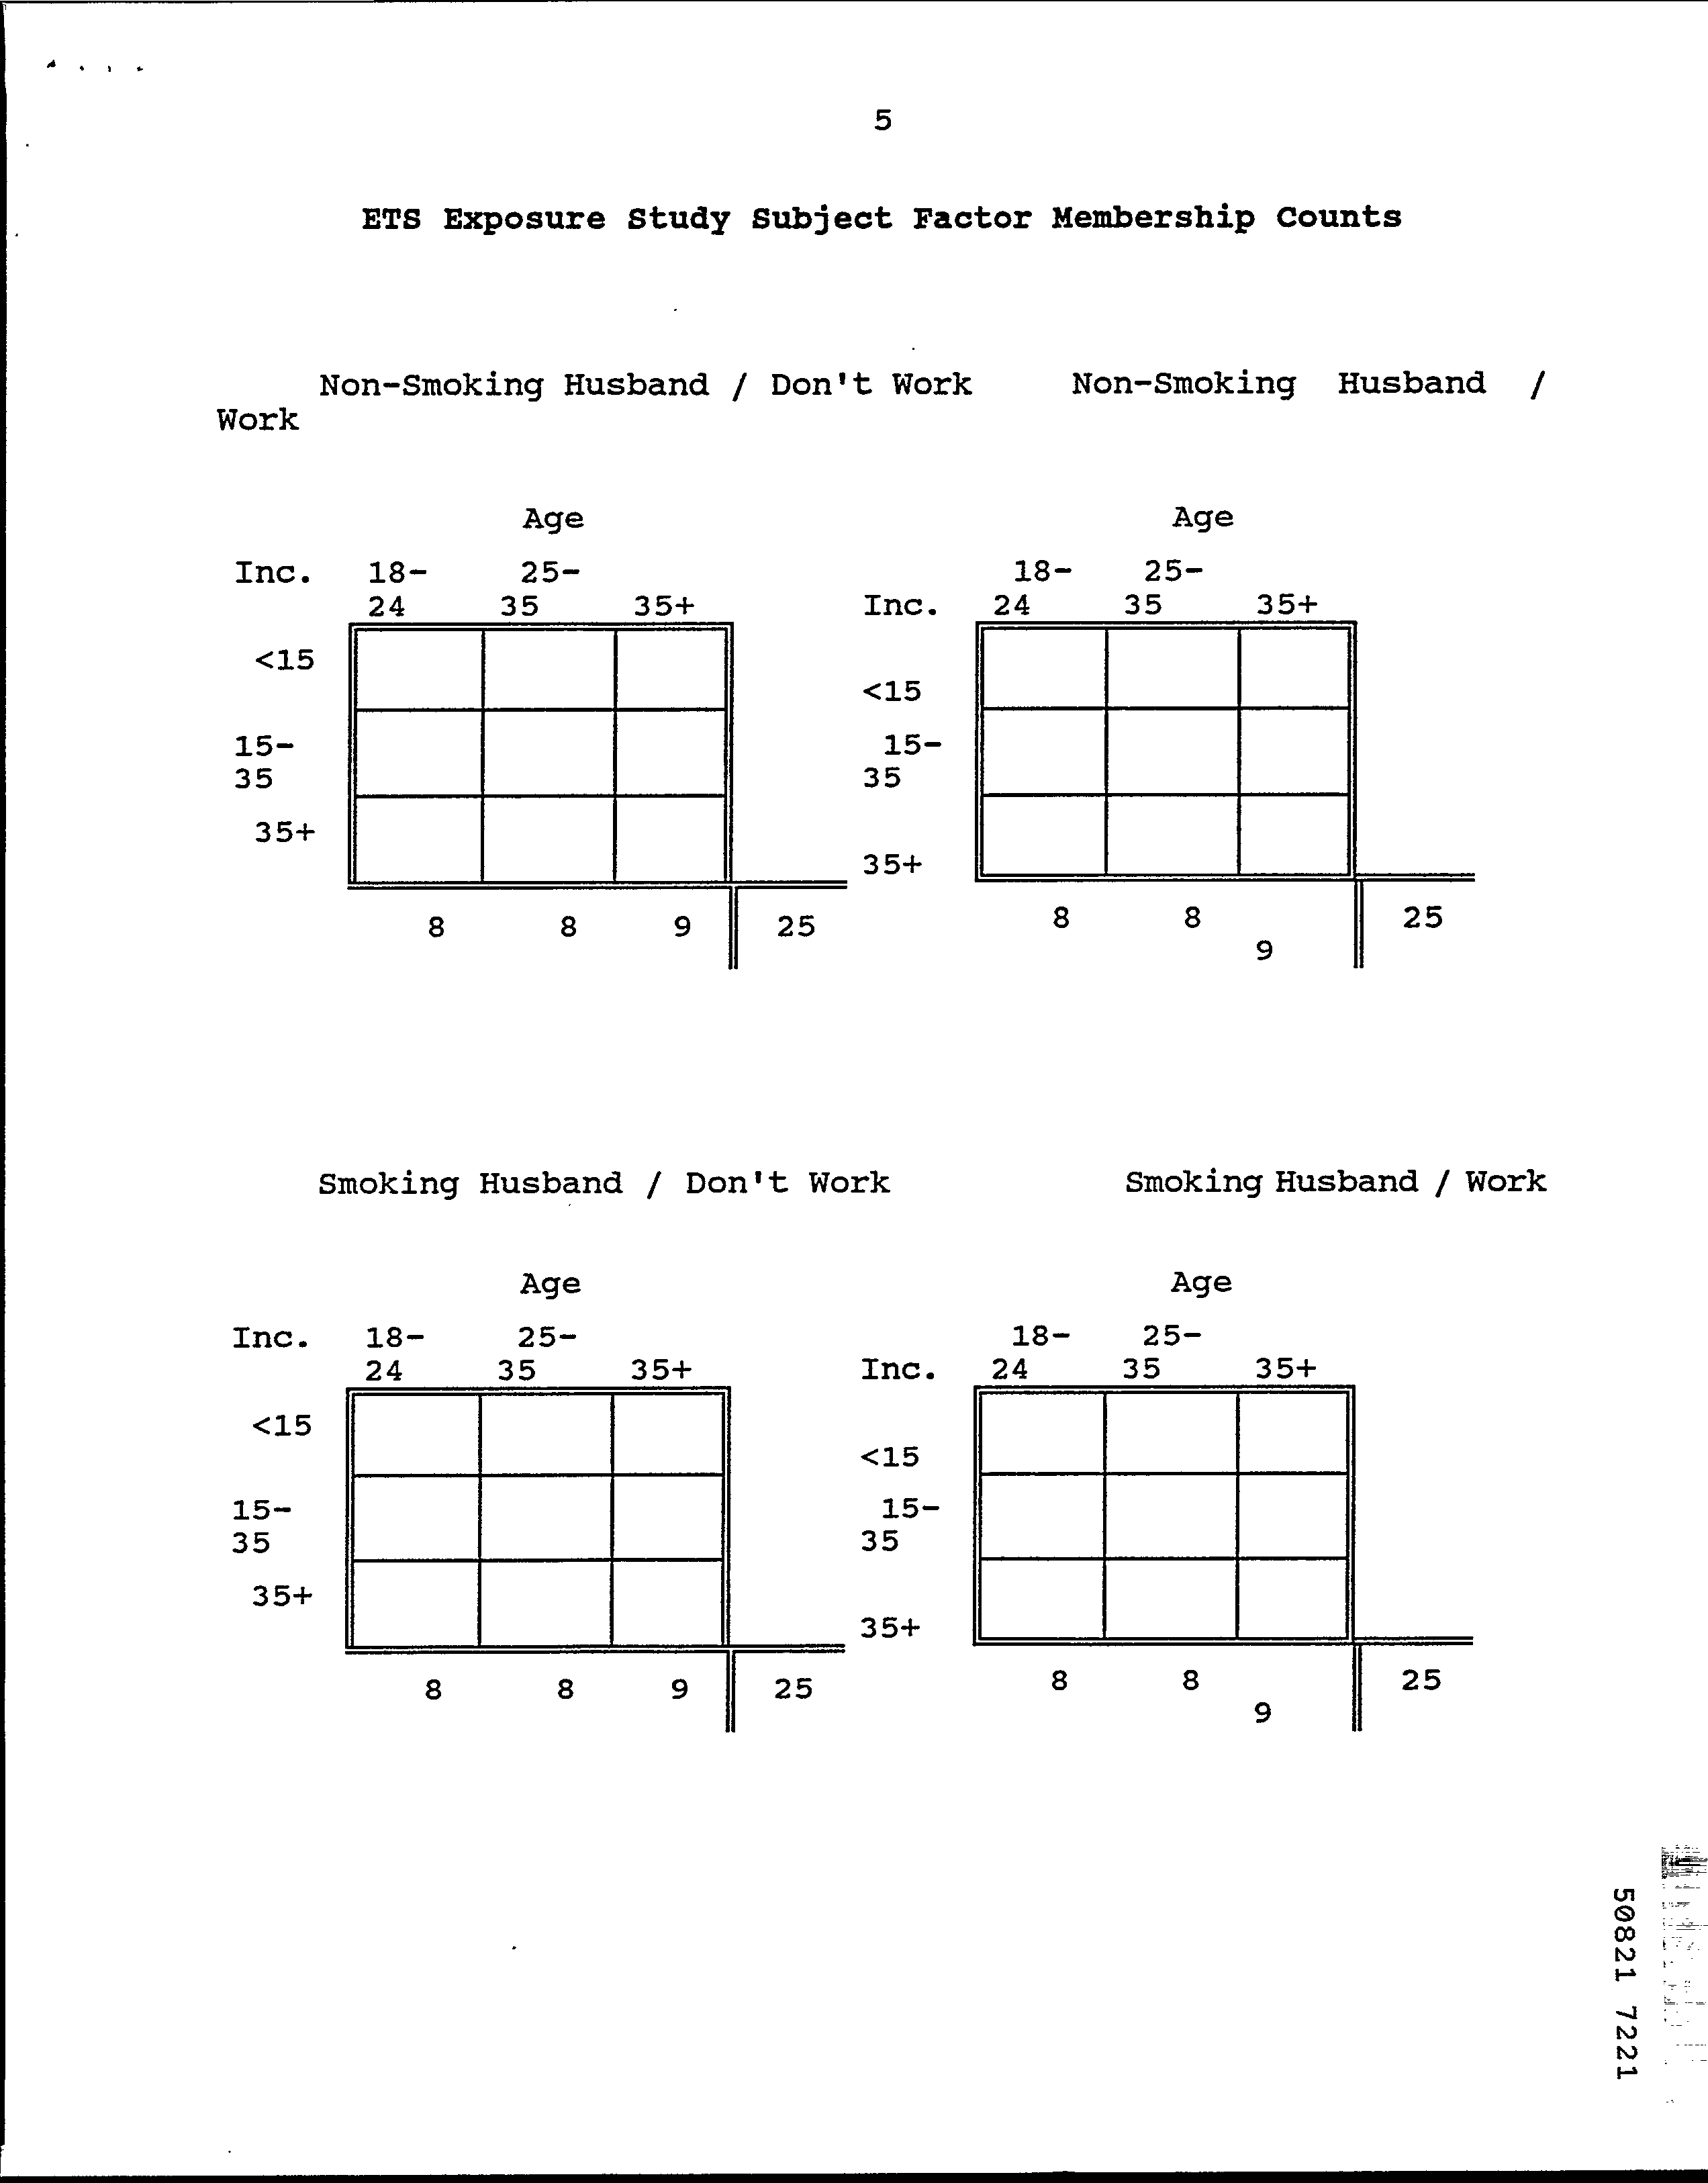 5
ETS Exposure Study Subject Factor Membership Counts
Non-Smoking Husband / Don't Work Non-Smoking Husband /
Work
Age
Inc. 18- 25-
24 35 35+
<15
15-
35
35+
8 8 9 25
Age
18- 25-
Inc. 24 35 35+
<15
15-
35
35+
8 8 25
9
Smoking Husband / Don't Work Smoking Husband / Work
Age
Inc. 18- 25-
24 35 35+
<15
15-
35
35+
8 8 9 25
Age
18- 25-
Inc. 24 35 35+
<15
15-
35
35+
8 8 25
9
50821 7221